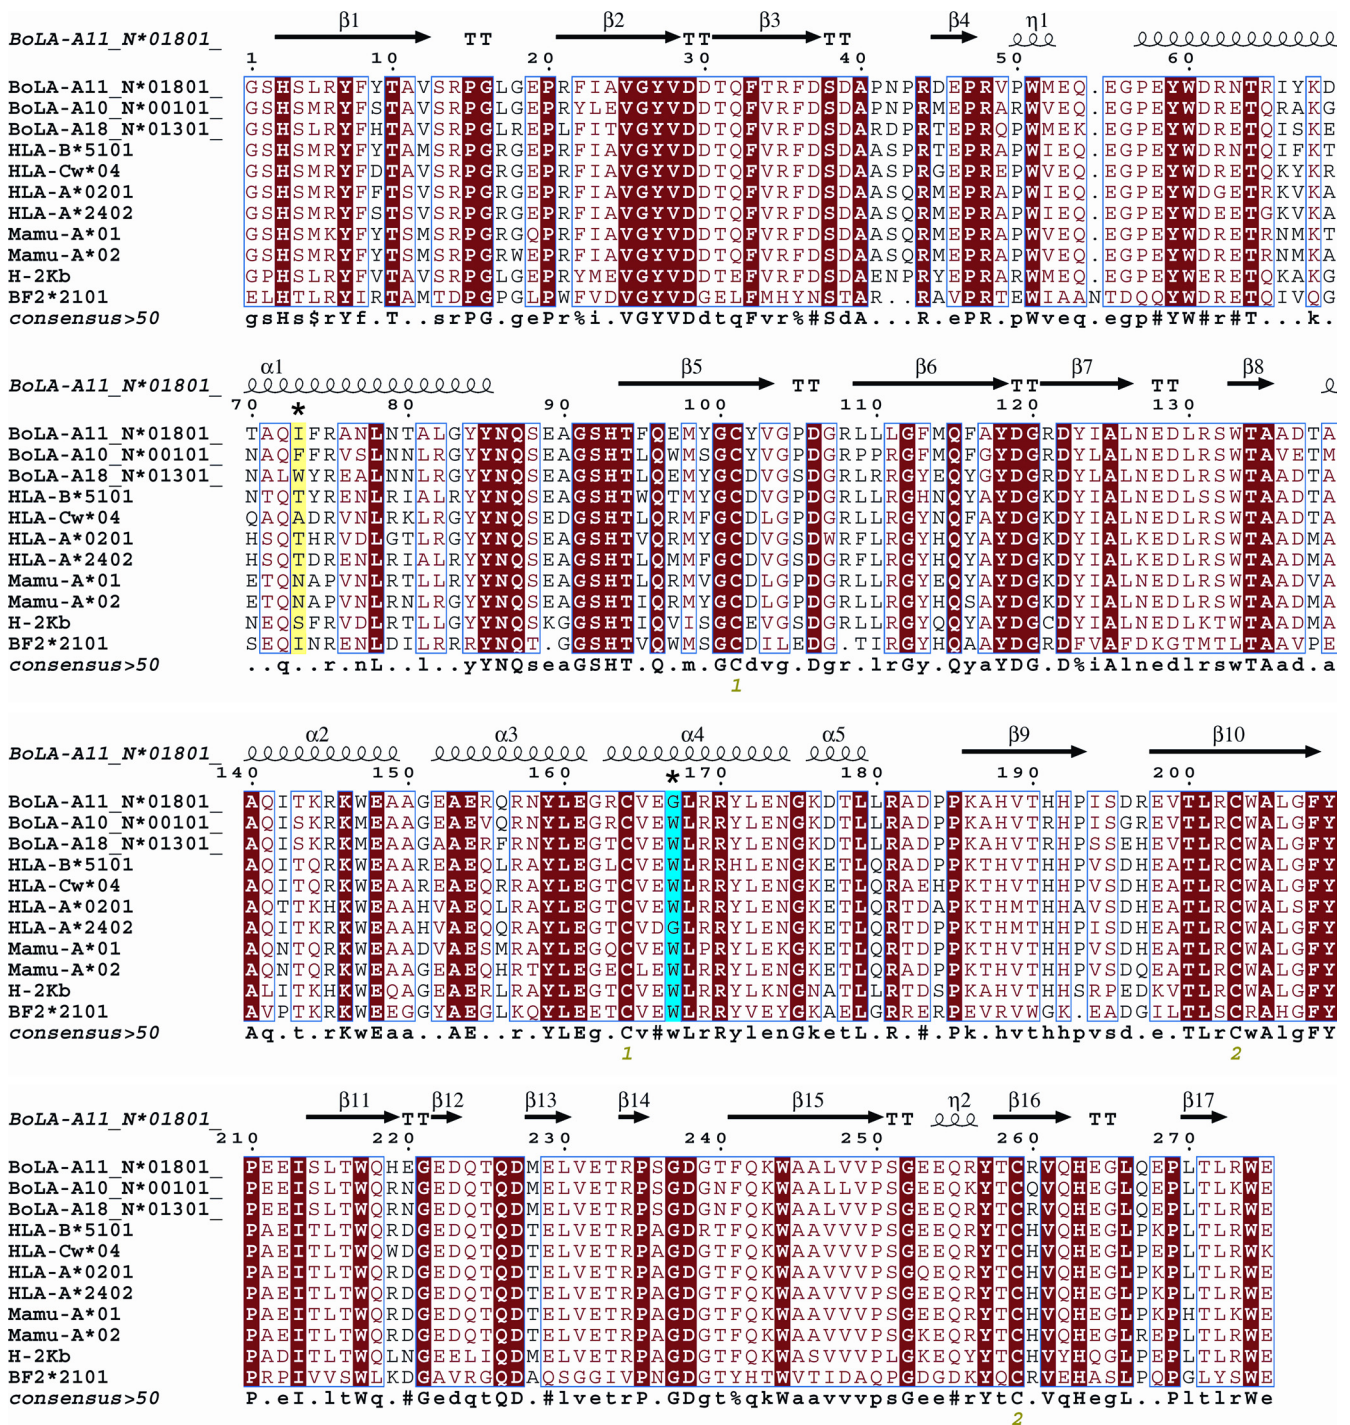 β1 β2 β3 β4 η1
BoLA-A11_N*01801_ TT TT TT
1 10 20 30 40 50 60
BoLA-A11_N*01801_ GSHSLRYFYTAVSRPGLGEPRFIAVGYVDDTQFTRFDSDAPNPRDEPRVPWMEQ.EGPEYWDRNTRIYKD
BoLA-A10_N*00101_ GSHSLRYFSTAVSRPGLGEPRYLEVGYVDDTQFVRFDSDAPNPRMEPRARWVEQ.EGPEYWDRETQRAKG
BoLA-A18_N*01301_ GSHSLRYFHTAVSRPGLREPLFITVGYVDDTQFVRFDSDARDPRTEPRQPWMEK.EGPEYWDRETQISKE
HLA-B*5101 GSHSMRYFYTAMSRPGRGEPRFIAVGYVDDTQFVRFDSDAASPRTEPRAPWIEQ.EGPEYWDRNTQIFKT
HLA-Cw*04 GSHSMRYFDTAVSRPGRGEPRFIAVGYVDDTQFVRFDSDAASPRGEPREPWVEQ.EGPEYWDRETQKYKR
HLA-A*0201 GSHSMRYFFTSVSRPGRGEPRFIAVGYVDDTQFVRFDSDAASQRMEPRAPWIEQ.EGPEYWDGETRKVKA
HLA-A*2402 GSHSMRYFSTSVSRPGRGEPRFIAVGYVDDTQFVRFDSDAASQRMEPRAPWIEQ.EGPEYWDEETGKVKA
Mamu-A*01 GSHSMKYFYTSMSRPGRGQPRFIAVGYVDDTQFVRFDSDAASQRMEPRAPWVEQ.EGPEYWDRETRNMKT
Mamu-A*02 GSHSMRYFYTSMSRPGRWEPRFIAVGYVDDTQFVRFDSDAASQRMEPRAPWVEQ.EGPEYWDRETRNMKA
H-2Kb GPHSLRYFVTAVSRPGLGEPRYMEVGYVDDTEFVRFDSDAENPRYEPRARWMEQ.EGPEYWERETQKAKG
BF2*2101 ELHTLRYIRTAMTDPGPGLPWFVDVGYVDGELFMHYNSTAR..RAVPRTEWIAANTDQQYWDRETQIVQG
consensus>50 gsHs$rYf.T..srPG.gePr%i.VGYVDdtqFvr%#SdA...R.ePR.pWveq.egp#YW#r#T...k.
α1 β5 β6 β7 β8
BoLA-A11_N*01801_ TT TT TT
70 80 90 100 110 120 130
*
BoLA-A11_N*01801_ TAQIFRANLNTALGYYNQSEAGSHTFQEMYGCYVGPDGRLLLGFMQFAYDGRDYIALNEDLRSWTAADTA
BoLA-A10_N*00101_ NAQFFRVSLNNLRGYYNQSEAGSHTLQWMSGCYVGPDGRPPRGFMQFGYDGRDYLALNEDLRSWTAVETM
BoLA-A18_N*01301_ NALWYREALNNLRGYYNQSEAGSHTLQEMYGCDVGPDGRLRRGYEQYGYDGRDYLALNEDLRSWTAADTA
HLA-B*5101 NTQTYRENLRIALRYYNQSEAGSHTWQTMYGCDVGPDGRLLRGHNQYAYDGKDYIALNEDLSSWTAADTA
HLA-Cw*04 QAQADRVNLRKLRGYYNQSEDGSHTLQRMFGCDLGPDGRLLRGYNQFAYDGKDYIALNEDLRSWTAADTA
HLA-A*0201 HSQTHRVDLGTLRGYYNQSEAGSHTVQRMYGCDVGSDWRFLRGYHQYAYDGKDYIALKEDLRSWTAADMA
HLA-A*2402 HSQTDRENLRIALRYYNQSEAGSHTLQMMFGCDVGSDGRFLRGYHQYAYDGKDYIALKEDLRSWTAADMA
Mamu-A*01 ETQNAPVNLRTLLRYYNQSEAGSHTLQRMVGCDLGPDGRLLRGYEQYAYDGKDYIALNEDLRSWTAADVA
Mamu-A*02 ETQNAPVNLRNLRGYYNQSEAGSHTIQRMYGCDLGPDGRLLRGYHQSAYDGKDYIALNEDLRSWTAADMA
H-2Kb NEQSFRVDLRTLLGYYNQSKGGSHTIQVISGCEVGSDGRLLRGYQQYAYDGCDYIALNEDLKTWTAADMA
BF2*2101 SEQINRENLDILRRRYNQT.GGSHTVQWMSGCDILEDG.TIRGYHQAAYDGRDFVAFDKGTMTLTAAVPE
consensus>50 ..q..r.nL..l..yYNQseaGSHT.Q.m.GCdvg.Dgr.lrGy.QyaYDG.D%iAlnedlrswTAad.a
1
α2 α3 α4 α5 β9 β10
BoLA-A11_N*01801_
140 150 160 170 180 190 200
*
BoLA-A11_N*01801_ AQITKRKWEAAGEAERQRNYLEGRCVEGLRRYLENGKDTLLRADPPKAHVTHHPISDREVTLRCWALGFY
BoLA-A10_N*00101_ AQISKRKMEAAGEAEVQRNYLEGRCVEWLRRYLENGKDTLLRADPPKAHVTRHPISGREVTLRCWALGFY
BoLA-A18_N*01301_ AQISKRKMEAAGAAERFRNYLEGRCVEWLRRYLENGKDTLLRADPPKAHVTHHPSSEHEVTLRCWALGFY
HLA-B*5101 AQITQRKWEAAREAEQLRAYLEGLCVEWLRRHLENGKETLQRADPPKTHVTHHPVSDHEATLRCWALGFY
HLA-Cw*04 AQITQRKWEAAREAEQRRAYLEGTCVEWLRRYLENGKETLQRAEHPKTHVTHHPVSDHEATLRCWALGFY
HLA-A*0201 AQTTKHKWEAAHVAEQLRAYLEGTCVEWLRRYLENGKETLQRTDAPKTHMTHHAVSDHEATLRCWALSFY
HLA-A*2402 AQITKRKWEAAHVAEQQRAYLEGTCVDGLRRYLENGKETLQRTDPPKTHMTHHPISDHEATLRCWALGFY
Mamu-A*01 AQNTQRKWEAADVAESMRAYLEGQCVEWLPRYLENGKETLQRADPPKTHVTHHPVSDHEATLRCWALGFY
Mamu-A*02 AQNTQRKWEAAGEAEQHRTYLEGECLEWLRRYLENGKETLQRADPPKTHVTHHPVSDQEATLRCWALGFY
H-2Kb ALITKHKWEQAGEAERLRAYLEGTCVEWLRRYLKNGNATLLRTDSPKAHVTHHSRPEDKVTLRCWALGFY
BF2*2101 AVPTKRKWEEGYAEGLKQYLEETCVEWLRRYVEYGKAELGRRERPEVRVWGK.EADGILTLSCRAHGFY
consensus>50 Aq.t.rKwEaa..AE..r.YLEg.Cv#wLrRylenGketL.R.#.Pk.hvthhpvsd.e.TLrCwAlgFY
1 2
β11 β12 β13 β14 β15 η2 β16 β17
BoLA-A11_N*01801_ TT TT TT
210 220 230 240 250 260 270
BoLA-A11_N*01801_ PEEISLTWQHEGEDQTQDMELVETRPSGDGTFQKWAALVVPSGEEQRYTCRVQHEGLQEPLTLRWE
BoLA-A10_N*00101_ PEEISLTWQRNGEDQTQDMELVETRPSGDGNFQKWAALLVPSGEEQKYTCQVQHEGLQEPLTLKWE
BoLA-A18_N*01301_ PEEISLTWQRNGEDQTQDMELVETRPSGDGNFQKWAALVVPSGEEQRYTCRVQHEGLQEPLTLRWE
HLA-B*5101 PAEITLTWQRDGEDQTQDTELVETRPAGDRTFQKWAAVVVPSGEEQRYTCHVQHEGLPKPLTLRWE
HLA-Cw*04 PAEITLTWQWDGEDQTQDTELVETRPAGDGTFQKWAAVVVPSGEEQRYTCHVQHEGLPEPLTLRWK
HLA-A*0201 PAEITLTWQRDGEDQTQDTELVETRPAGDGTFQKWAAVVVPSGQEQRYTCHVQHEGLPKPLTLRWE
HLA-A*2402 PAEITLTWQRDGEDQTQDTELVETRPAGDGTFQKWAAVVVPSGEEQRYTCHVQHEGLPKPLTLRWE
Mamu-A*01 PAEITLTWQRDGEDQTQDTELVETRPAGDGTFQKWAAVVVPSGEEQRYTCHVQHEGLPKPHTLKWE
Mamu-A*02 PAEITLTWQRDGEDQTQDTELVETRPAGDGTFQKWAAVVVPSGKEQRYTCHVQHEGLREPLTLRWE
H-2Kb PADITLTWQLNGEELIQDMELVETRPAGDGTFQKWASVVVPLGKEQYYTCHVYHQGLPEPLTLRWE
BF2*2101 PRPIVVSWLKDGAVRGQDAQSGGIVPNGDGTYHTWVTIDAQPGDGDKYQCRVEHASLPQPGLYSWE
consensus>50 P.eI.ltWq.#GedqtQD.#lvetrP.GDgt%qkWaavvvpSGee#rYtC.VqHegL..PltlrWe
2